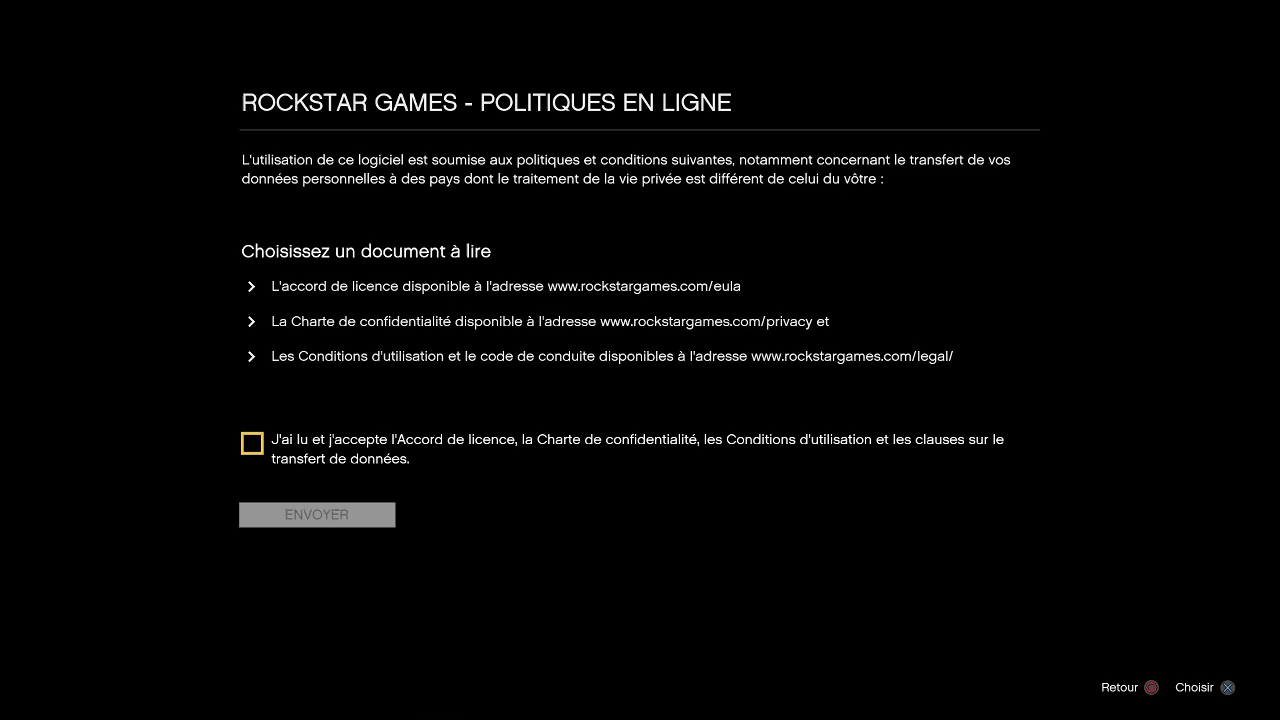 ROCKSTAR GAMES - POLITIQUES EN LIGNE
L'utilisation de ce logiciel est soumise aux politiques et conditions suivantes, notamment concernant le transfert de vos
données personnelles à des pays dont le traitement de la vie privée est différent de celui du vôtre :
Choisissez un document à lire
L'accord de licence disponible à l'adresse www.rockstargames.com/eula
La Charte de confidentialité disponible à l'adresse www.rockstargames.com/privacy et
Les Conditions d'utilisation et le code de conduite disponibles à l'adresse www.rockstargames.com/legal/
J'ai lu et j'accepte l'Accord de licence, la Charte de confidentialité, les Conditions d'utilisation et les clauses sur le
transfert de données.
ENVOYER
Retour Choisir